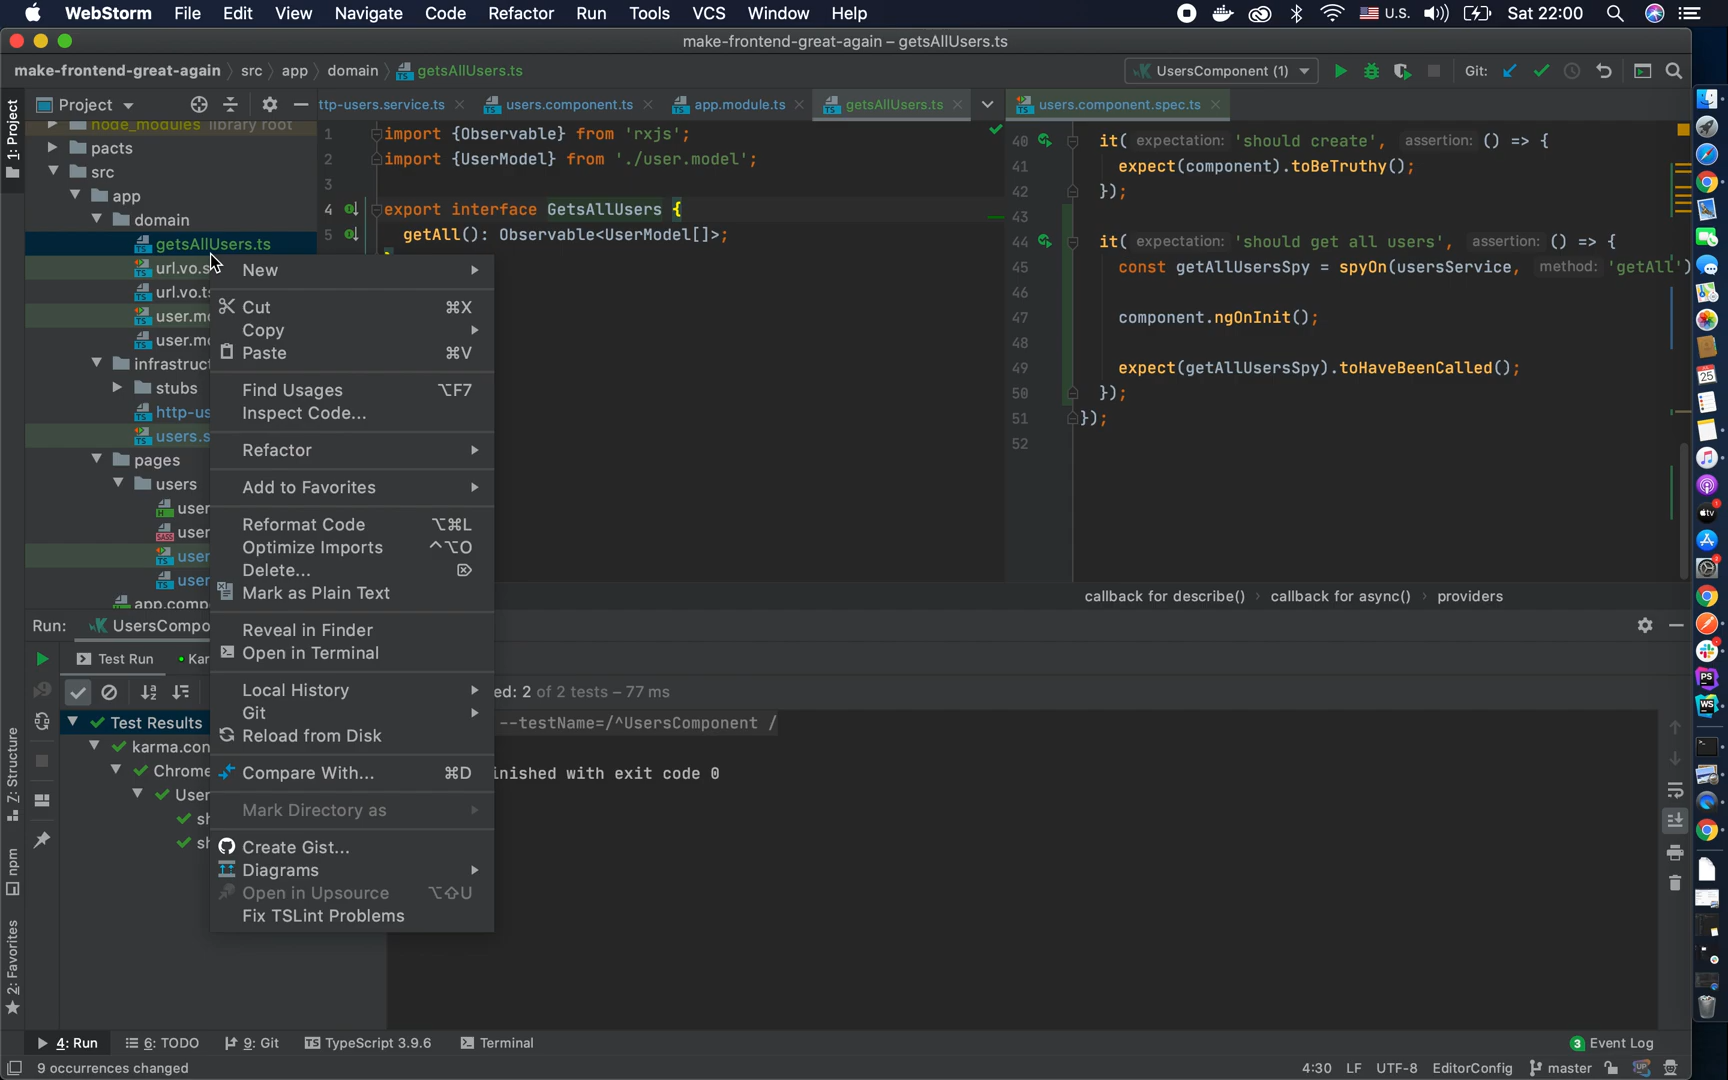 WebStorm File Edit View Navigate Code Refactor Run Tools VCS Window Help U.S. Sat 22:00
make-frontend-great-again – getsAllUsers.ts
make-frontend-great-again src app domain getsAllUsers.ts UsersComponent (1) Git:
1: Project
Project
ttp-users.service.ts users.component.ts app.module.ts getsAllUsers.ts users.component.spec.ts
node_modules library root
pacts
src
app
domain
getsAllUsers.ts
url.vo.s
url.vo.ts
user.mo
user.mo
infrastruct
stubs
http-us
users.s
pages
users
user
user
user
user
app.comp
1 import {Observable} from 'rxjs';
2 import {UserModel} from './user.model';
3
4 export interface GetsAllUsers {
5 getAll(): Observable<UserModel[]>;
40 it( expectation: 'should create', assertion: () => {
41 expect(component).toBeTruthy();
42 });
43
44 it( expectation: 'should get all users', assertion: () => {
45 const getAllUsersSpy = spyOn(usersService, method: 'getAll')
46
47 component.ngOnInit();
48
49 expect(getAllUsersSpy).toHaveBeenCalled();
50 });
51 });
52
callback for describe() callback for async() providers
New
Cut ⌘X
Copy
Paste ⌘V
Find Usages ⌥F7
Inspect Code...
Refactor
Add to Favorites
Reformat Code ⌥⌘L
Optimize Imports ^⌥O
Delete... ⌦
Mark as Plain Text
Reveal in Finder
Open in Terminal
Local History
Git
Reload from Disk
Compare With... ⌘D
Mark Directory as
Create Gist...
Diagrams
Open in Upsource ⌥⇧U
Fix TSLint Problems
Run: UsersCompo
Test Run Kar
ed: 2 of 2 tests – 77 ms
Test Results
karma.con
Chrome
User
sh
sh
--testName=/^UsersComponent /
inished with exit code 0
Z: Structure
npm
2: Favorites
4: Run 6: TODO 9: Git TypeScript 3.9.6 Terminal 3 Event Log
9 occurrences changed 4:30 LF UTF-8 EditorConfig master
25
tv
PS
WS